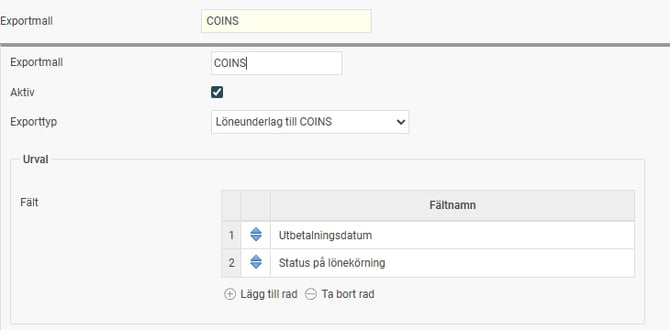 Exportmall COINS
Exportmall COINS
Aktiv
Exporttyp Löneunderlag till COINS
Urval
Fält
Fältnamn
1 Utbetalningsdatum
2 Status på lönekörning
Lägg till rad Ta bort rad